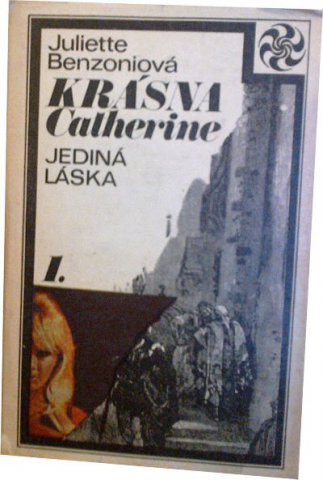 Juliette
Benzoniová
KRÁSNA
Catherine
JEDINÁ
LÁSKA
1.